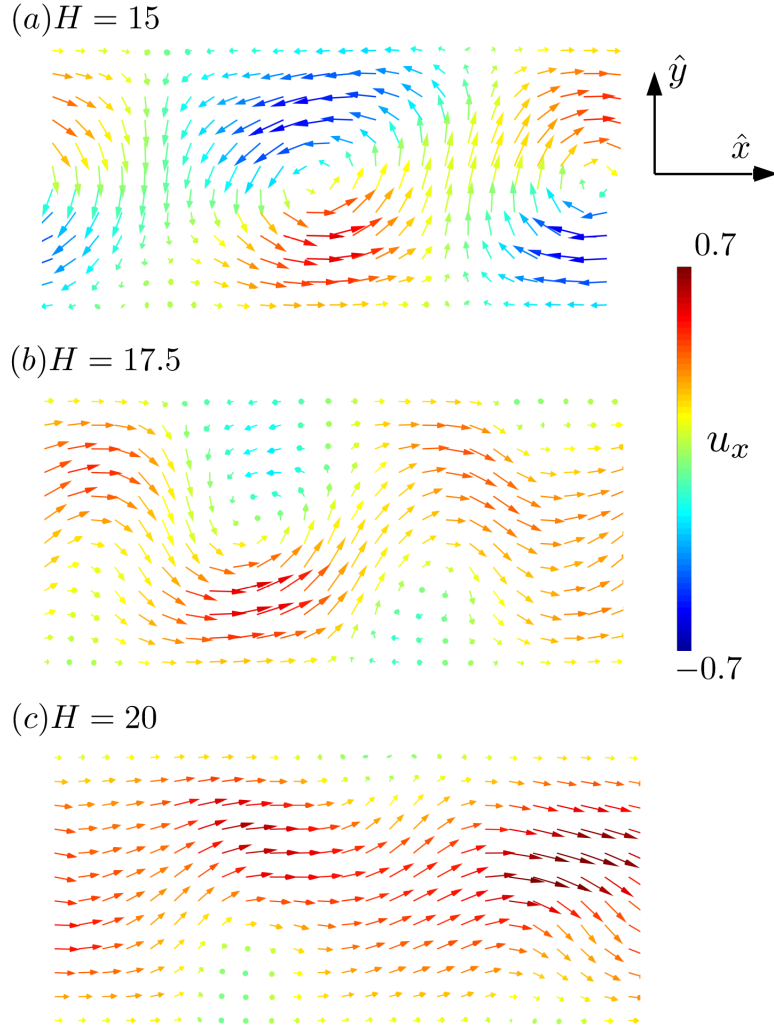 (a)H = 15
ŷ
x̂
0.7
(b)H = 17.5
u_x
−0.7
(c)H = 20